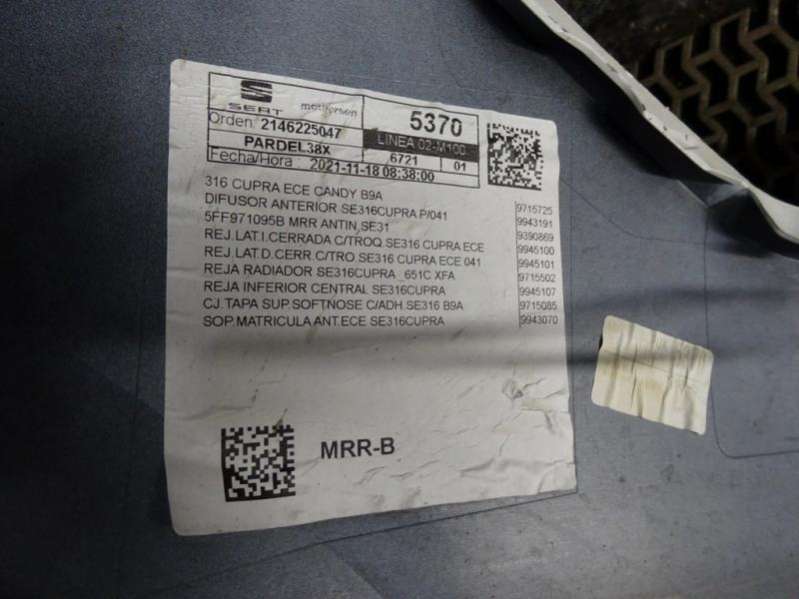 SEAT
motherson
5370
Orden: 2146225047
LINEA 02-M100
PARDEL38X
6721
01
Fecha/Hora: 2021-11-18 08:38:00
316 CUPRA ECE CANDY B9A 9715725
DIFUSOR ANTERIOR SE316CUPRA P/041 9943191
5FF971095B MRR ANTIN.SE31 9390869
REJ.LAT.I.CERRADA C/TROQ.SE316 CUPRA ECE 9945100
REJ.LAT.D.CERR.C/TRO SE316 CUPRA ECE 041 9945101
REJA RADIADOR SE316CUPRA _651C XFA 9715502
REJA INFERIOR CENTRAL SE316CUPRA 9945107
CJ.TAPA SUP.SOFTNOSE C/ADH SE316 B9A 9715085
SOP.MATRICULA ANT.ECE SE316CUPRA 9943070
MRR-B